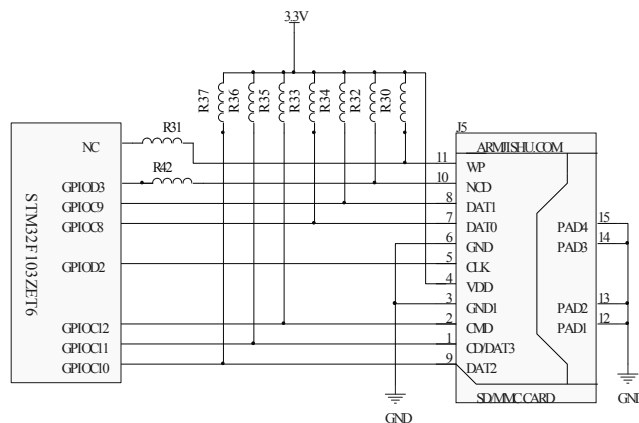 3.3V
R37
R36
R35
R33
R34
R32
R30
R31
R42
STM32F103ZET6
NC
GPIOD3
GPIOC9
GPIOC8
GPIOD2
GPIOC12
GPIOC11
GPIOC10
J5
ARMJISHU.COM
11 WP
10 NCD
8 DAT1
7 DAT0
6 GND
5 CLK
4 VDD
3 GND1
2 CMD
1 CD/DAT3
9 DAT2
PAD4 15
PAD3 14
PAD2 13
PAD1 12
SD/MMC CARD
GND
GND